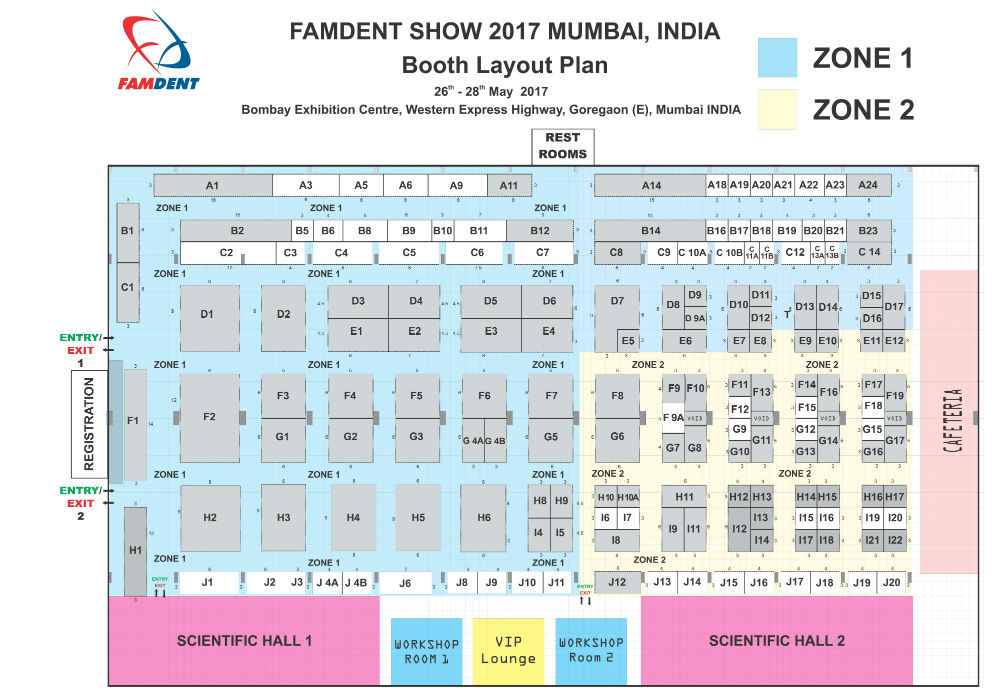 FAMDENT
FAMDENT SHOW 2017 MUMBAI, INDIA
Booth Layout Plan
26th - 28th May 2017
Bombay Exhibition Centre, Western Express Highway, Goregaon (E), Mumbai INDIA
ZONE 1
ZONE 2
REST
ROOMS
A1 A3 A5 A6 A9 A11 A14 A18 A19 A20 A21 A22 A23 A24
ZONE 1 ZONE 1 ZONE 1
B1 B2 B5 B6 B8 B9 B10 B11 B12 B14 B16 B17 B18 B19 B20 B21 B23
C2 C3 C4 C5 C6 C7 C8 C9 C 10A C 10B C 11A C 11B C12 C 13A C 13B C 14
ZONE 1 ZONE 1 ZONE 1
C1
D1 D2 D3 D4 D5 D6 D7 D8 D9 D10 D11 D13 D14 D15 D17
D 9A D12 T D16
E1 E2 E3 E4 E5 E6 E7 E8 E9 E10 E11 E12
ENTRY/
EXIT
1
ZONE 1 ZONE 1 ZONE 1 ZONE 2 ZONE 2
REGISTRATION
F1 F2 F3 F4 F5 F6 F7 F8 F9 F10 F11 F13 F14 F16 F17 F19
F 9A VOID F12 VOID F15 VOID F18 VOID
G1 G2 G3 G 4A G 4B G5 G6 G7 G8 G9 G11 G12 G14 G15 G17
G10 G13 G16
CAFETERIA
ZONE 1 ZONE 1 ZONE 1 ZONE 2 ZONE 2
ENTRY/
EXIT
2
H1 H2 H3 H4 H5 H6 H8 H9 H10 H10A H11 H12 H13 H14 H15 H16 H17
I4 I5 I6 I7 I8 I9 I11 I12 I13 I14 I15 I16 I17 I18 I19 I20 I21 I22
ZONE 1 ZONE 1 ZONE 1 ZONE 2
ENTRY
EXIT
J1 J2 J3 J 4A J 4B J6 J8 J9 J10 J11
ENTRY
EXIT
J12 J13 J14 J15 J16 J17 J18 J19 J20
SCIENTIFIC HALL 1
WORKSHOP
ROOM 1
VIP
Lounge
WORKSHOP
Room 2
SCIENTIFIC HALL 2